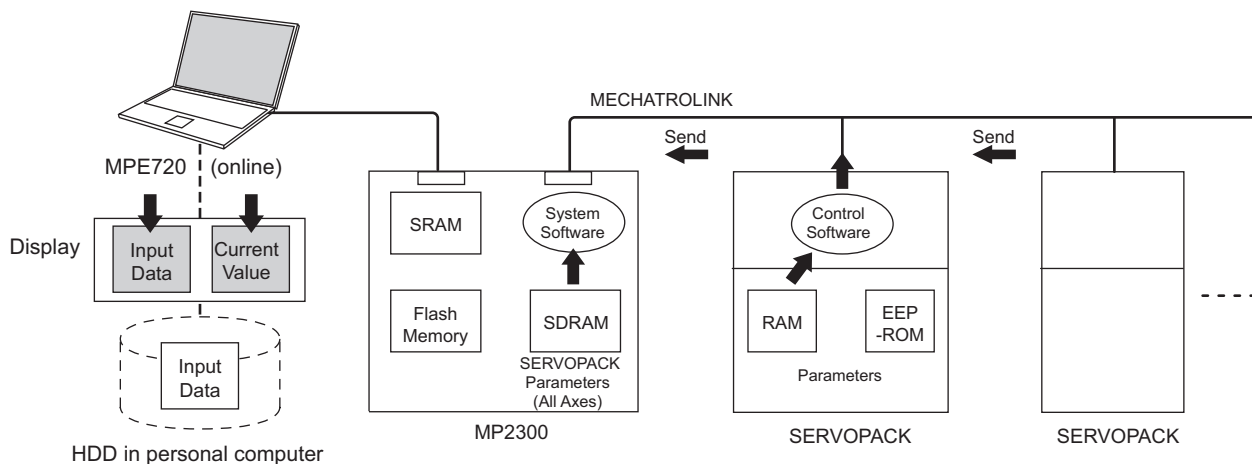 MECHATROLINK
Send
Send
MPE720 (online)
Display
Input
Data
Current
Value
Input
Data
HDD in personal computer
SRAM
System
Software
Flash
Memory
SDRAM
SERVOPACK
Parameters
(All Axes)
MP2300
Control
Software
RAM
EEP
-ROM
Parameters
SERVOPACK
SERVOPACK